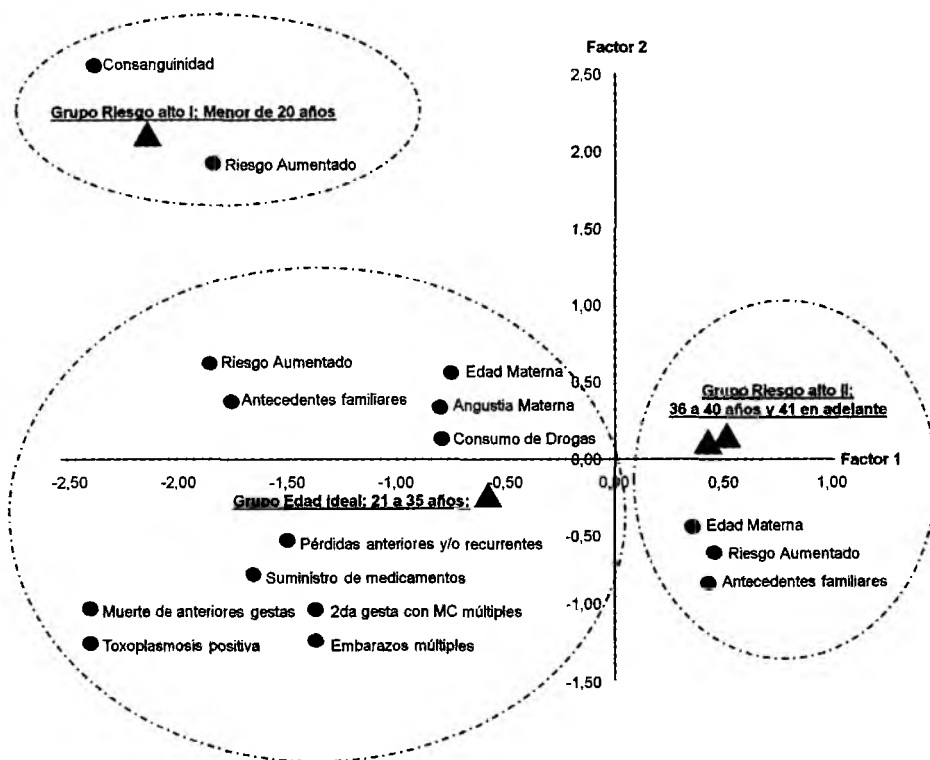 Factor 2
2,50
Consanguinidad
Grupo Riesgo alto I: Menor de 20 años
2.00
Riesgo Aumentado
1,50
1,00
Riesgo Aumentado
Edad Materna
0,50
Antecedentes familiares
Angustia Materna
Grupo Riesgo alto II:
36 a 40 años y 41 en adelante
Consumo de Drogas
0,00
Factor 1
-2,50
-2,00
-1,50
-1,00
-0,50
0,00
0,50
1,00
Grupo Edad ideal: 21 a 35 años:
-0,50
Edad Materna
Pérdidas anteriores y/o recurrentes
Riesgo Aumentado
Suministro de medicamentos
Antecedentes familiares
-1,00
Muerte de anteriores gestas
2da gesta con MC múltiples
Toxoplasmosis positiva
Embarazos múltiples
-1,50